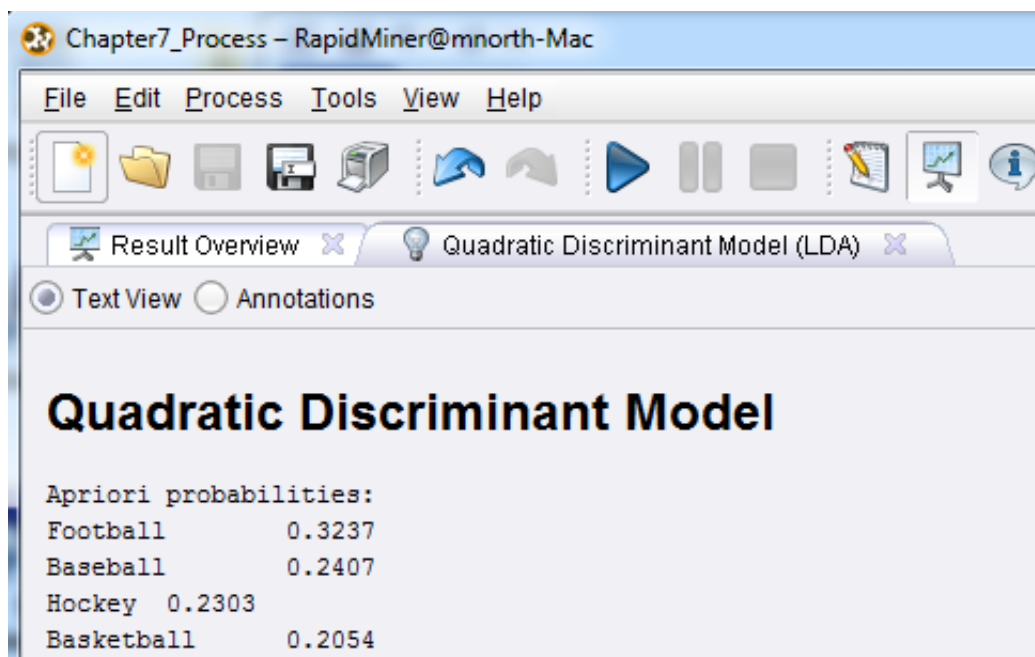 Chapter7_Process – RapidMiner@mnorth-Mac
File Edit Process Tools View Help
Result Overview Quadratic Discriminant Model (LDA)
Text View Annotations
Quadratic Discriminant Model
Apriori probabilities:
Football 0.3237
Baseball 0.2407
Hockey 0.2303
Basketball 0.2054